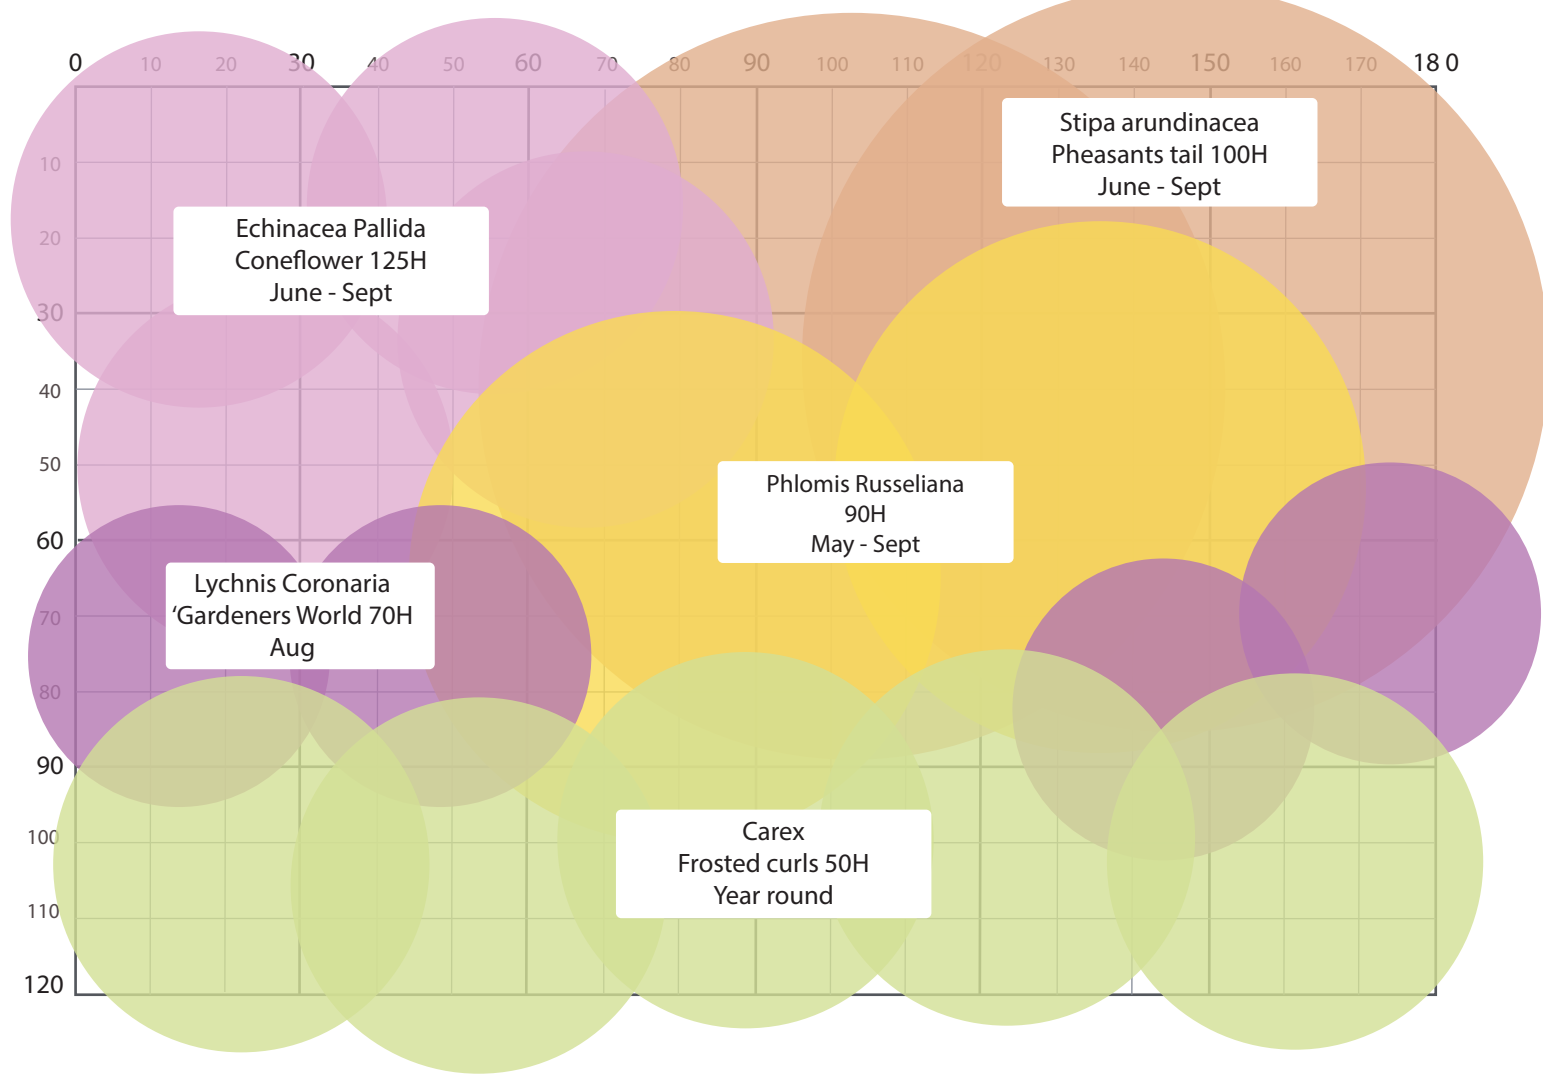 0 10 20 30 40 50 60 70 80 90 100 110 120 130 140 150 160 170 18 0
Stipa arundinacea
Pheasants tail 100H
June - Sept
10
20
Echinacea Pallida
Coneflower 125H
June - Sept
30
40
50
Phlomis Russeliana
90H
May - Sept
60
Lychnis Coronaria
‘Gardeners World 70H
Aug
70
80
90
100
Carex
Frosted curls 50H
Year round
110
120